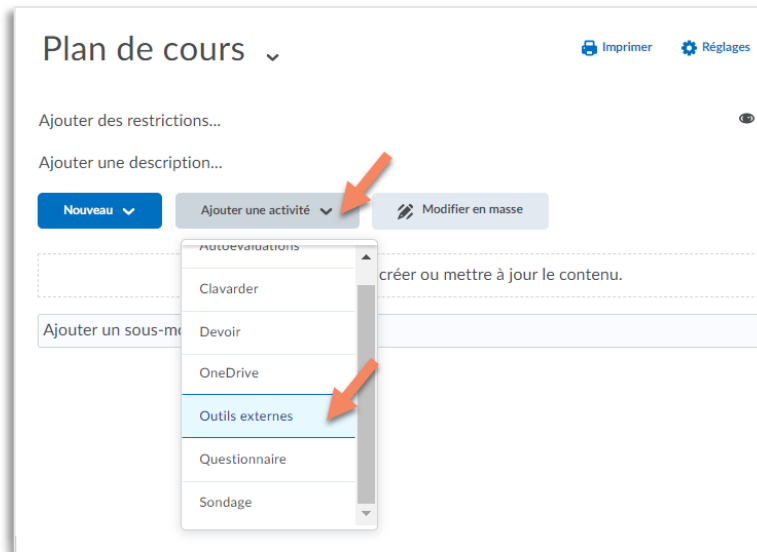 Plan de cours
Imprimer
Réglages
Ajouter des restrictions...
Ajouter une description...
Nouveau
Ajouter une activité
Modifier en masse
Autoévaluations
créer ou mettre à jour le contenu.
Clavarder
Ajouter un sous-mo
Devoir
OneDrive
Outils externes
Questionnaire
Sondage